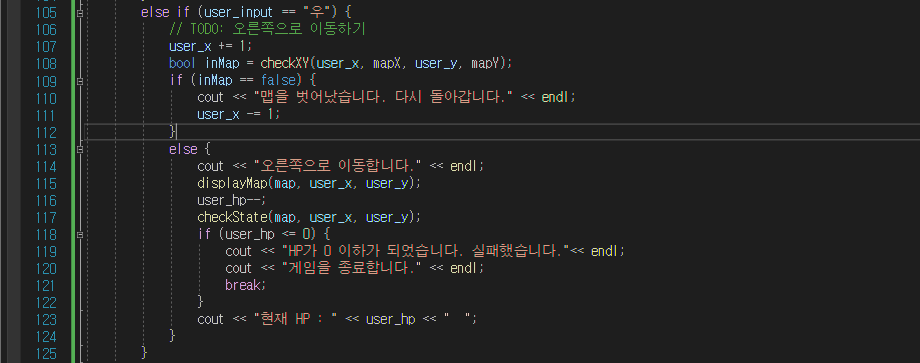 105 else if (user_input == "우") {
106 // TODO: 오른쪽으로 이동하기
107 user_x += 1;
108 bool inMap = checkXY(user_x, mapX, user_y, mapY);
109 if (inMap == false) {
110 cout << "맵을 벗어났습니다. 다시 돌아갑니다." << endl;
111 user_x -= 1;
112 }
113 else {
114 cout << "오른쪽으로 이동합니다." << endl;
115 displayMap(map, user_x, user_y);
116 user_hp--;
117 checkState(map, user_x, user_y);
118 if (user_hp <= 0) {
119 cout << "HP가 0 이하가 되었습니다. 실패했습니다."<< endl;
120 cout << "게임을 종료합니다." << endl;
121 break;
122 }
123 cout << "현재 HP : " << user_hp << "  ";
124 }
125 }